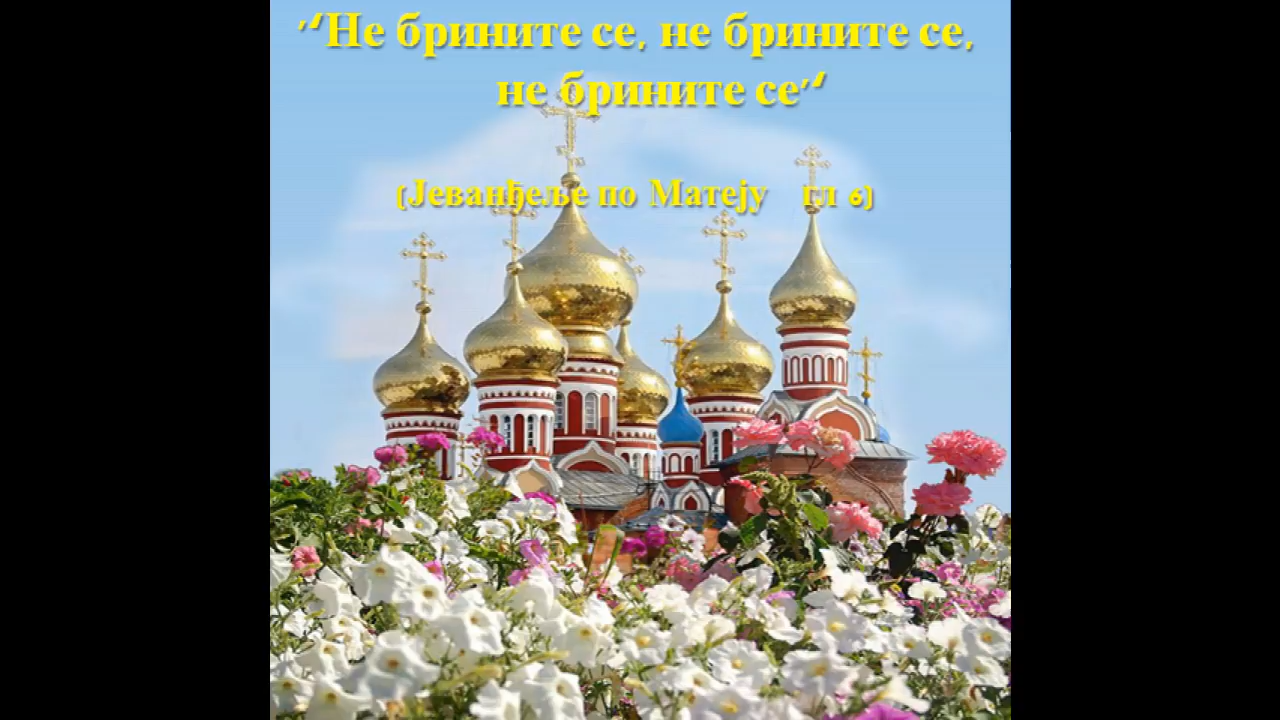 "Не брините се, не брините се,
не брините се"
(Јеванђеље по Матеју гл 6)